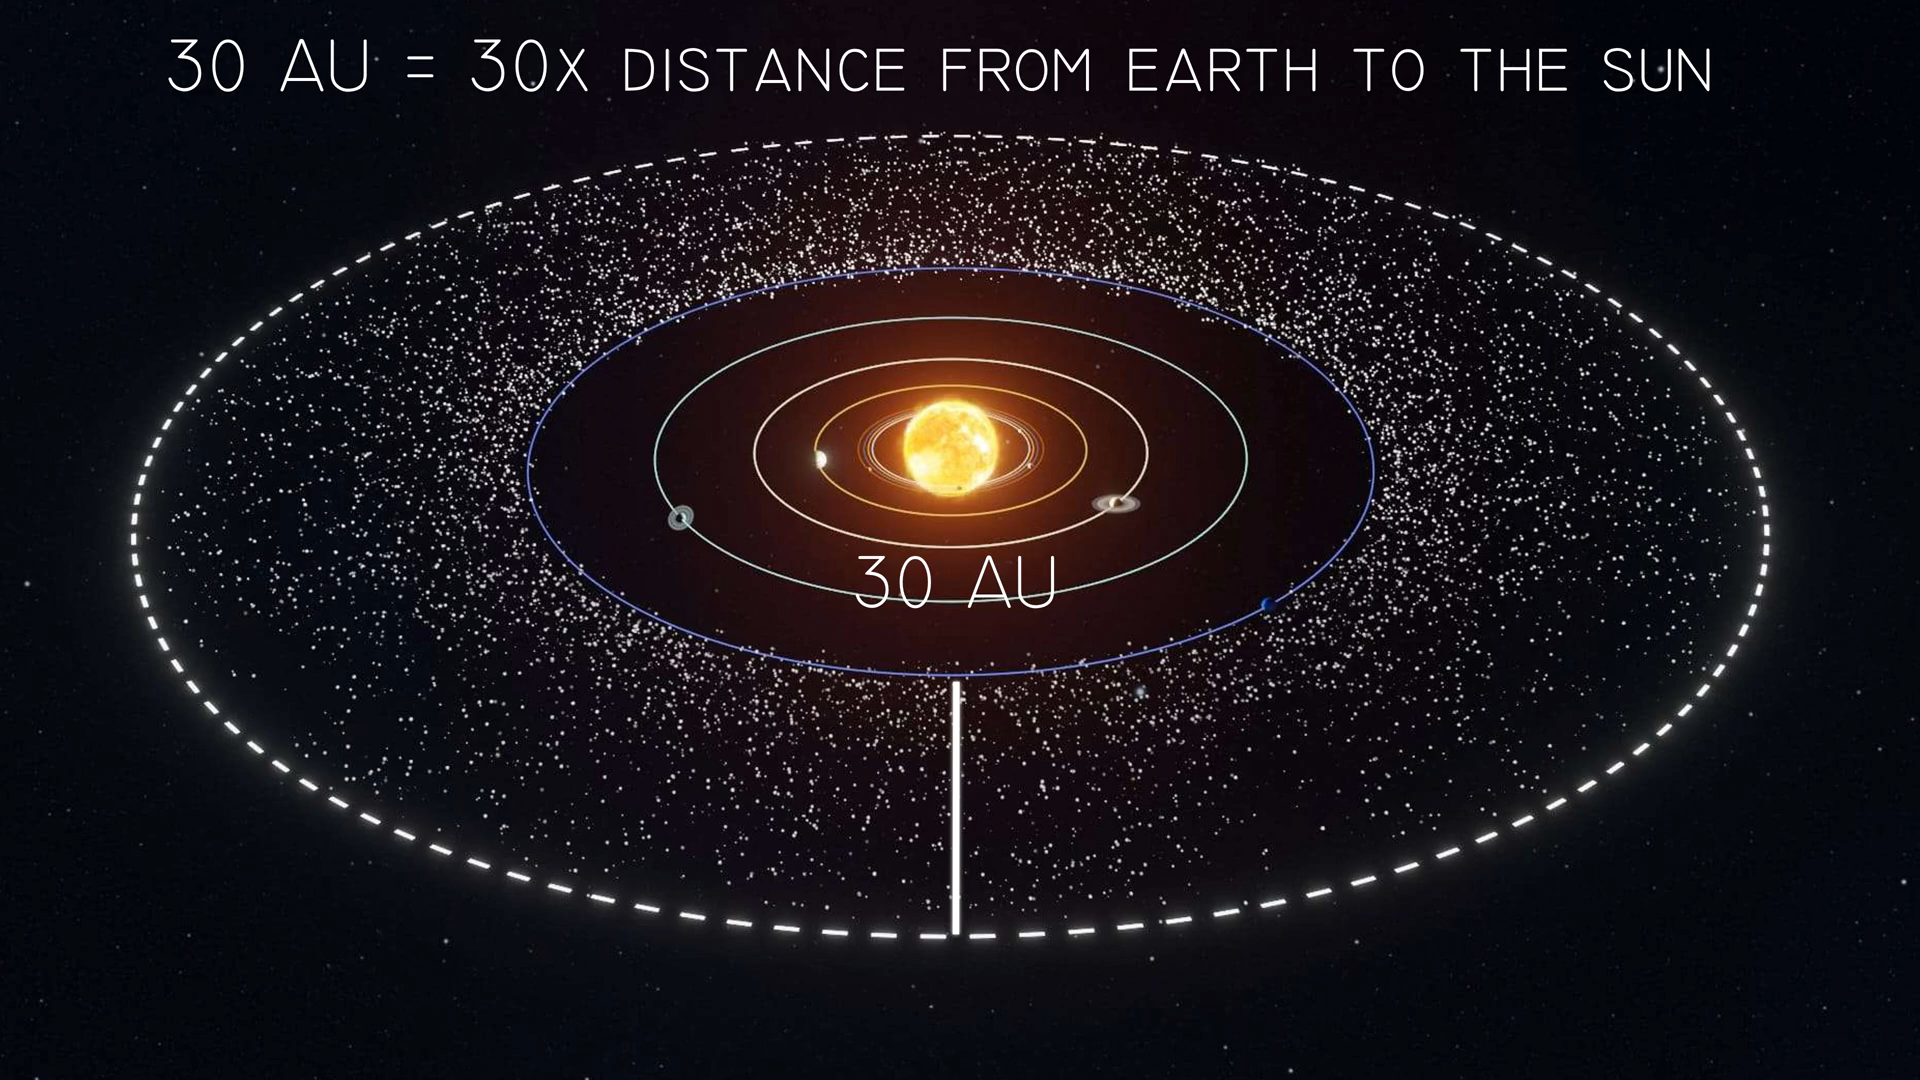 30 AU = 30X DISTANCE FROM EARTH TO THE SUN
30 AU